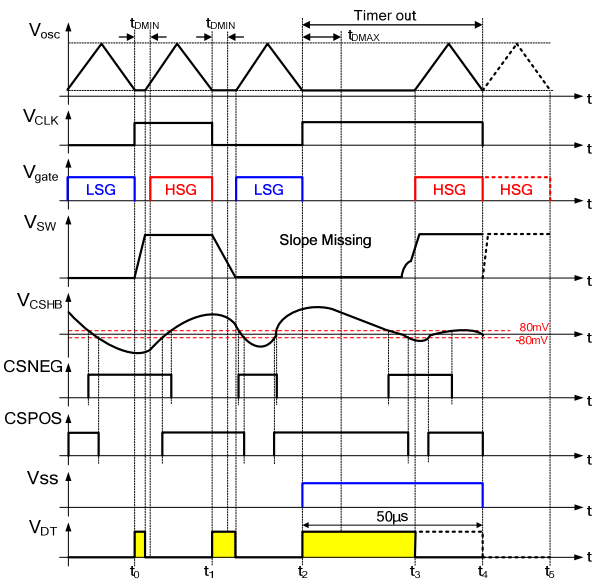 tDMIN tDMIN Timer out
Vosc tDMAX
t
VCLK
t
Vgate LSG HSG LSG HSG HSG
t
VSW
Slope Missing
t
VCSHB
80mV
t
-80mV
CSNEG
t
CSPOS
t
VSS
t
VDT 50µs
t
t0 t1 t2 t3 t4 t5